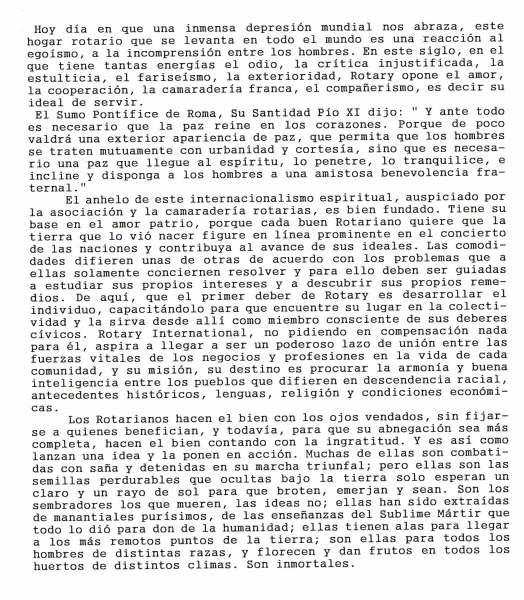 Hoy día en que una inmensa depresión mundial nos abraza, este
hogar rotario que se levanta en todo el mundo es una reacción al
egoísmo, a la incomprensión entre los hombres. En este siglo, en el
que tiene tantas energías el odio, la crítica injustificada, la
estulticia, el fariseísmo, la exterioridad, Rotary opone el amor,
la cooperación, la camaradería franca, el compañerismo, es decir su
ideal de servir.
El Sumo Pontífice de Roma, Su Santidad Pío XI dijo: " Y ante todo
es necesario que la paz reine en los corazones. Porque de poco
valdrá una exterior apariencia de paz, que permita que los hombres
se traten mutuamente con urbanidad y cortesía, sino que es necesa-
rio una paz que llegue al espíritu, lo penetre, lo tranquilice, e
incline y disponga a los hombres a una amistosa benevolencia fra-
ternal."
El anhelo de este internacionalismo espiritual, auspiciado por
la asociación y la camaradería rotarias, es bien fundado. Tiene su
base en el amor patrio, porque cada buen Rotariano quiere que la
tierra que lo vió nacer figure en línea prominente en el concierto
de las naciones y contribuya al avance de sus ideales. Las comodi-
dades difieren unas de otras de acuerdo con los problemas que a
ellas solamente conciernen resolver y para ello deben ser guiadas
a estudiar sus propios intereses y a descubrir sus propios reme-
dios. De aquí, que el primer deber de Rotary es desarrollar el
individuo, capacitándolo para que encuentre su lugar en la colecti-
vidad y la sirva desde allí como miembro consciente de sus deberes
cívicos. Rotary International, no pidiendo en compensación nada
para él, aspira a llegar a ser un poderoso lazo de unión entre las
fuerzas vitales de los negocios y profesiones en la vida de cada
comunidad, y su misión, su destino es procurar la armonía y buena
inteligencia entre los pueblos que difieren en descendencia racial,
antecedentes históricos, lenguas, religión y condiciones económi-
cas.
Los Rotarianos hacen el bien con los ojos vendados, sin fijar-
se a quienes benefician, y todavía, para que su abnegación sea más
completa, hacen el bien contando con la ingratitud. Y es así como
lanzan una idea y la ponen en acción. Muchas de ellas son combati-
das con saña y detenidas en su marcha triunfal; pero ellas son las
semillas perdurables que ocultas bajo la tierra solo esperan un
claro y un rayo de sol para que broten, emerjan y sean. Son los
sembradores los que mueren, las ideas no; ellas han sido extraídas
de manantiales purísimos, de las enseñanzas del Sublime Mártir que
todo lo dió para don de la humanidad; ellas tienen alas para llegar
a los más remotos puntos de la tierra; son ellas para todos los
hombres de distintas razas, y florecen y dan frutos en todos los
huertos de distintos climas. Son inmortales.